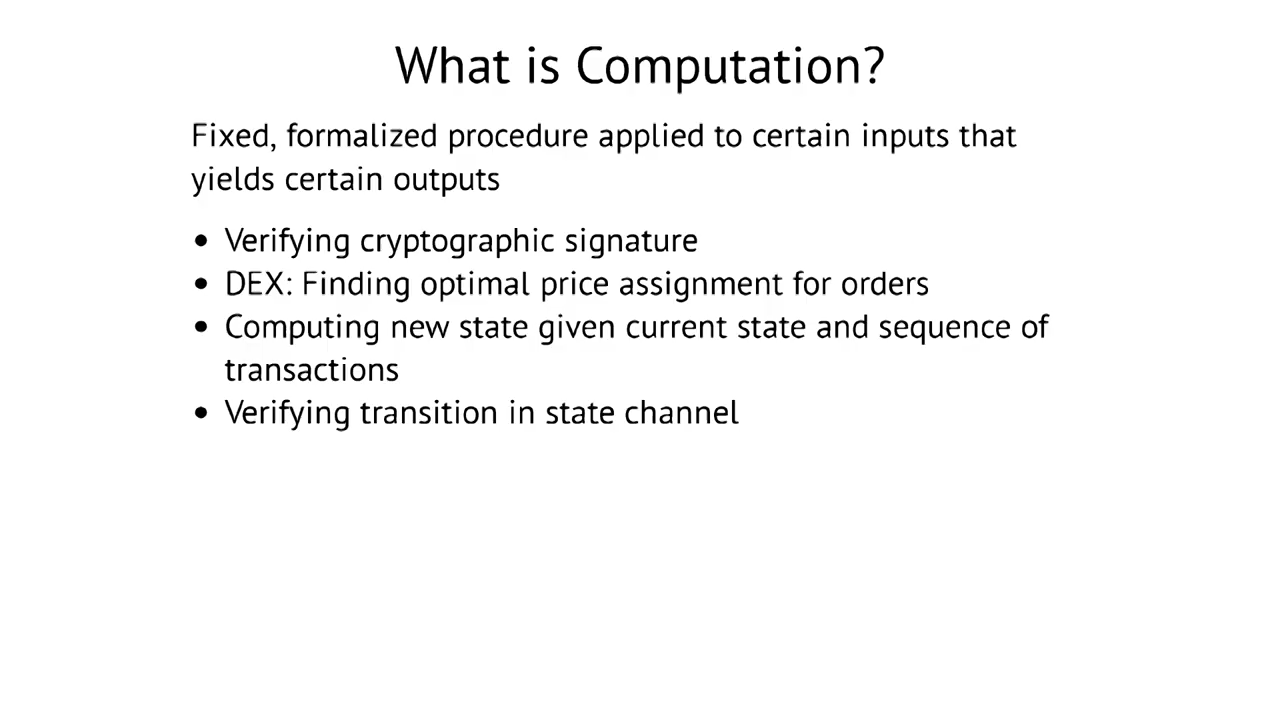 What is Computation?
Fixed, formalized procedure applied to certain inputs that
yields certain outputs
• Verifying cryptographic signature
• DEX: Finding optimal price assignment for orders
• Computing new state given current state and sequence of
transactions
• Verifying transition in state channel